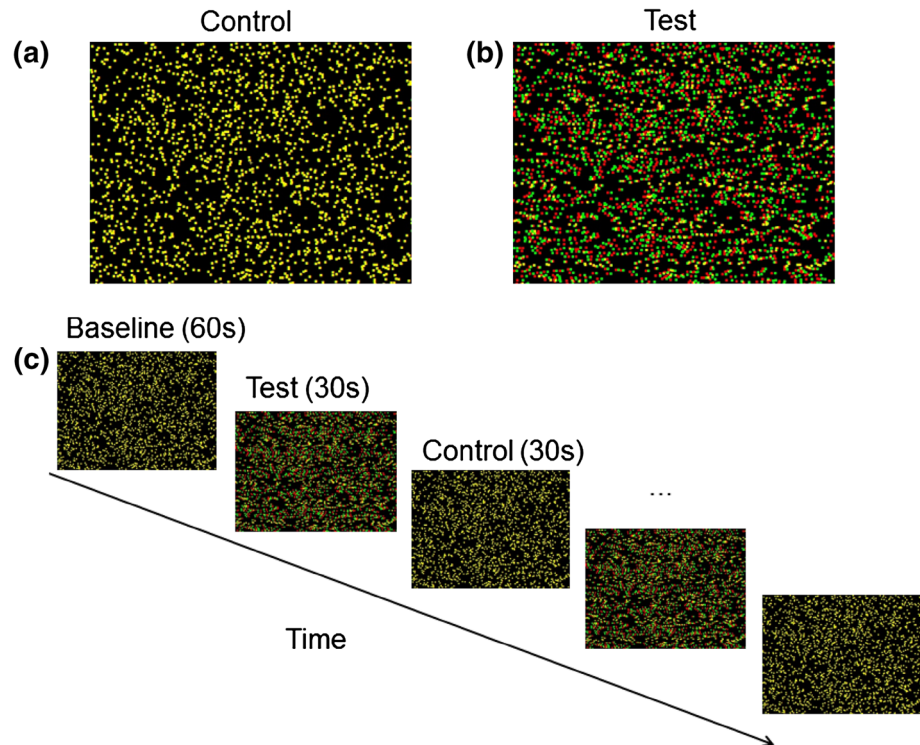 Control
Test
(a)
(b)
Baseline (60s)
(c)
Test (30s)
Control (30s)
...
Time